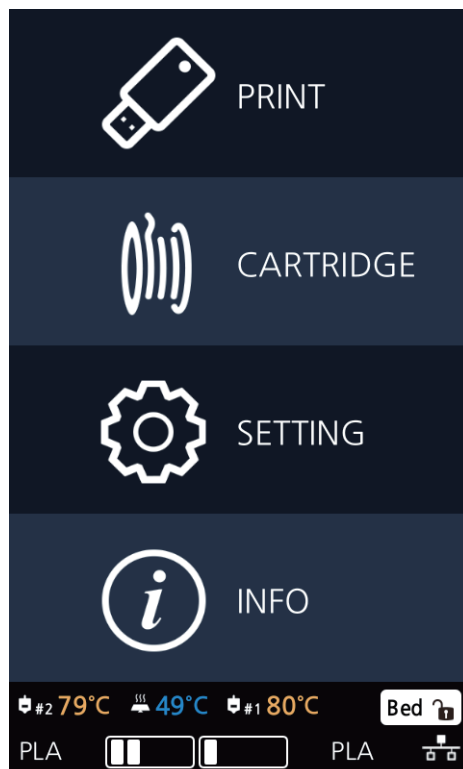 PRINT
CARTRIDGE
SETTING
INFO
#2 79°C 49°C #1 80°C Bed
PLA PLA